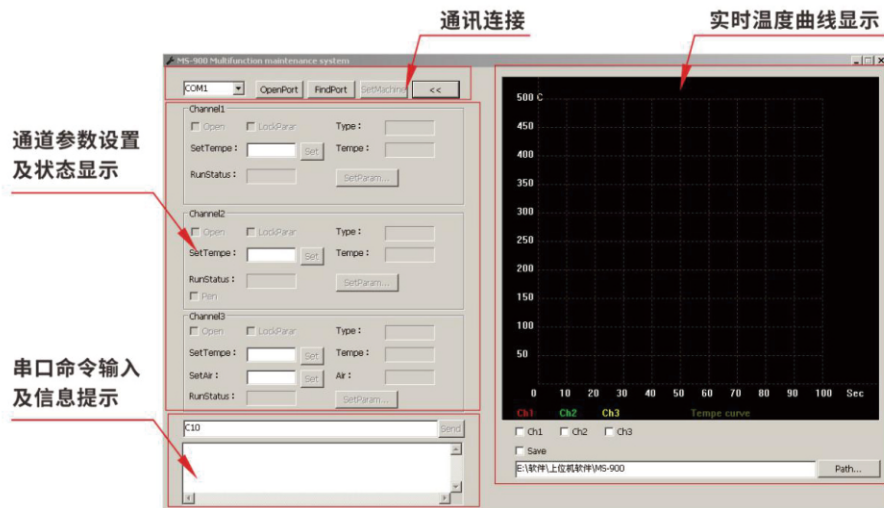 通讯连接
实时温度曲线显示
通道参数设置
及状态显示
串口命令输入
及信息提示
MS-900 Multifunction maintenance system
COM1 OpenPort FindPort SetMachine <<
Channel1
Open LockParar Type：
SetTempe： Set Tempe：
RunStatus： SetParam...
Channel2
Open LockParar Type：
SetTempe： Set Tempe：
RunStatus： SetParam...
Pen
Channel3
Open LockParar Type：
SetTempe： Set Tempe：
SetAir： Set Air：
RunStatus： SetParam...
C10 Send
500 C
450
400
350
300
250
200
150
100
50
0 10 20 30 40 50 60 70 80 90 100 Sec
Ch1 Ch2 Ch3 Tempe curve
Ch1 Ch2 Ch3
Save
E:\软件\上位机软件\MS-900 Path...